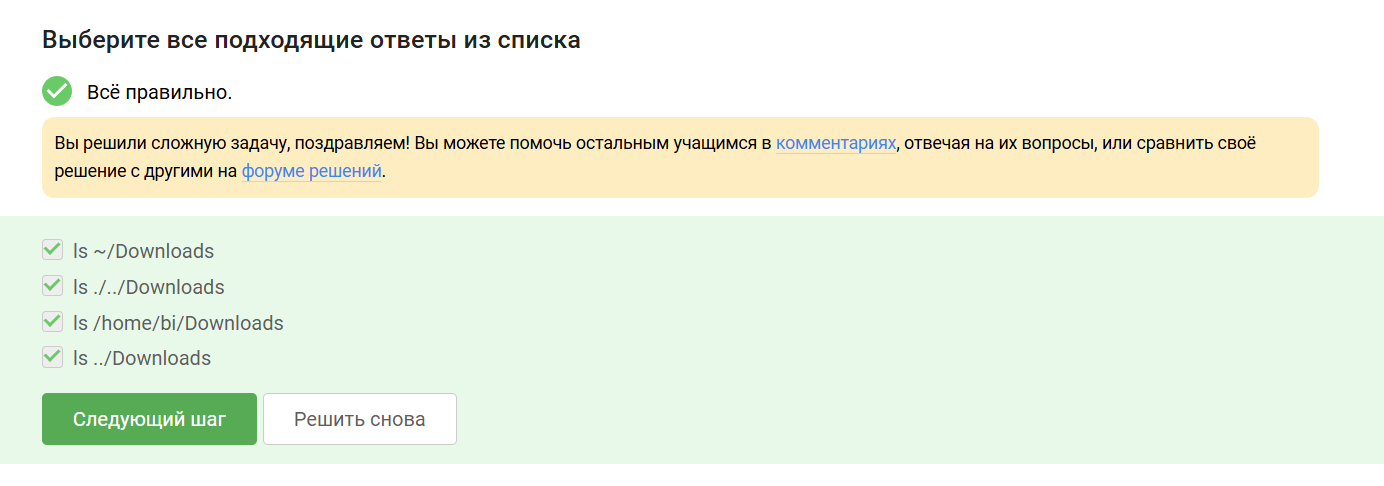 Выберите все подходящие ответы из списка
Всё правильно.
Вы решили сложную задачу, поздравляем! Вы можете помочь остальным учащимся в комментариях, отвечая на их вопросы, или сравнить своё
решение с другими на форуме решений.
ls ~/Downloads
ls ./../Downloads
ls /home/bi/Downloads
ls ../Downloads
Следующий шаг Решить снова